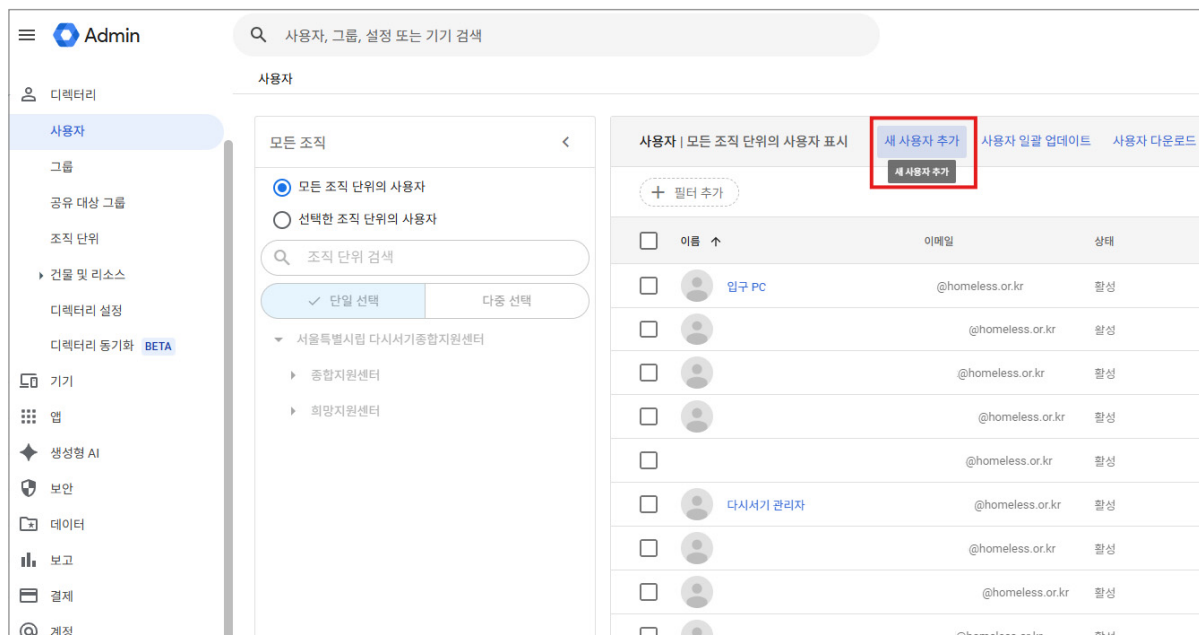 Admin
사용자, 그룹, 설정 또는 기기 검색
사용자
디렉터리
사용자
그룹
공유 대상 그룹
조직 단위
건물 및 리소스
디렉터리 설정
디렉터리 동기화 BETA
기기
앱
생성형 AI
보안
데이터
보고
결제
계정
모든 조직
모든 조직 단위의 사용자
선택한 조직 단위의 사용자
조직 단위 검색
단일 선택 다중 선택
서울특별시립 다시서기종합지원센터
종합지원센터
희망지원센터
사용자 | 모든 조직 단위의 사용자 표시 새 사용자 추가 사용자 일괄 업데이트 사용자 다운로드
새 사용자 추가
필터 추가
이름 이메일 상태
입구 PC @homeless.or.kr 활성
@homeless.or.kr 활성
@homeless.or.kr 활성
@homeless.or.kr 활성
@homeless.or.kr 활성
다시서기 관리자 @homeless.or.kr 활성
@homeless.or.kr 활성
@homeless.or.kr 활성